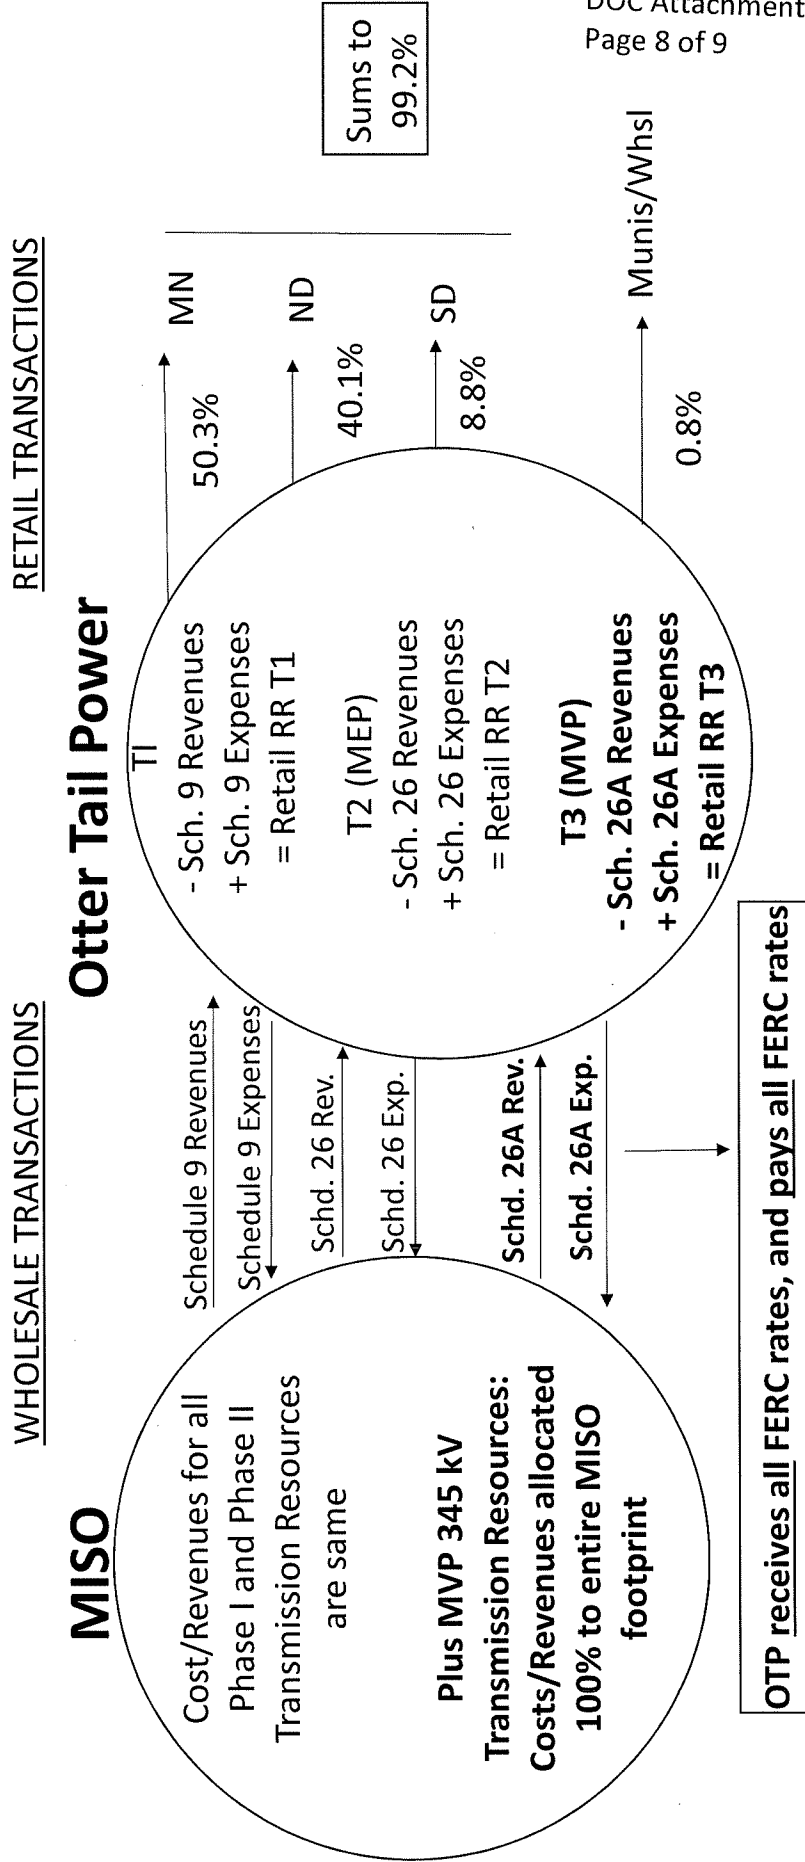 DOC Attachment
Page 8 of 9
WHOLESALE TRANSACTIONS
RETAIL TRANSACTIONS
MISO
Otter Tail Power
Cost/Revenues for all
Phase I and Phase II
Transmission Resources
are same
Plus MVP 345 kV
Transmission Resources:
Costs/Revenues allocated
100% to entire MISO
footprint
Schedule 9 Revenues
Schedule 9 Expenses
Schd. 26 Rev.
Schd. 26 Exp.
Schd. 26A Rev.
Schd. 26A Exp.
TI
- Sch. 9 Revenues
+ Sch. 9 Expenses
= Retail RR T1
T2 (MEP)
- Sch. 26 Revenues
+ Sch. 26 Expenses
= Retail RR T2
T3 (MVP)
- Sch. 26A Revenues
+ Sch. 26A Expenses
= Retail RR T3
MN
50.3%
ND
40.1%
SD
8.8%
Munis/Whsl
0.8%
Sums to
99.2%
OTP receives all FERC rates, and pays all FERC rates